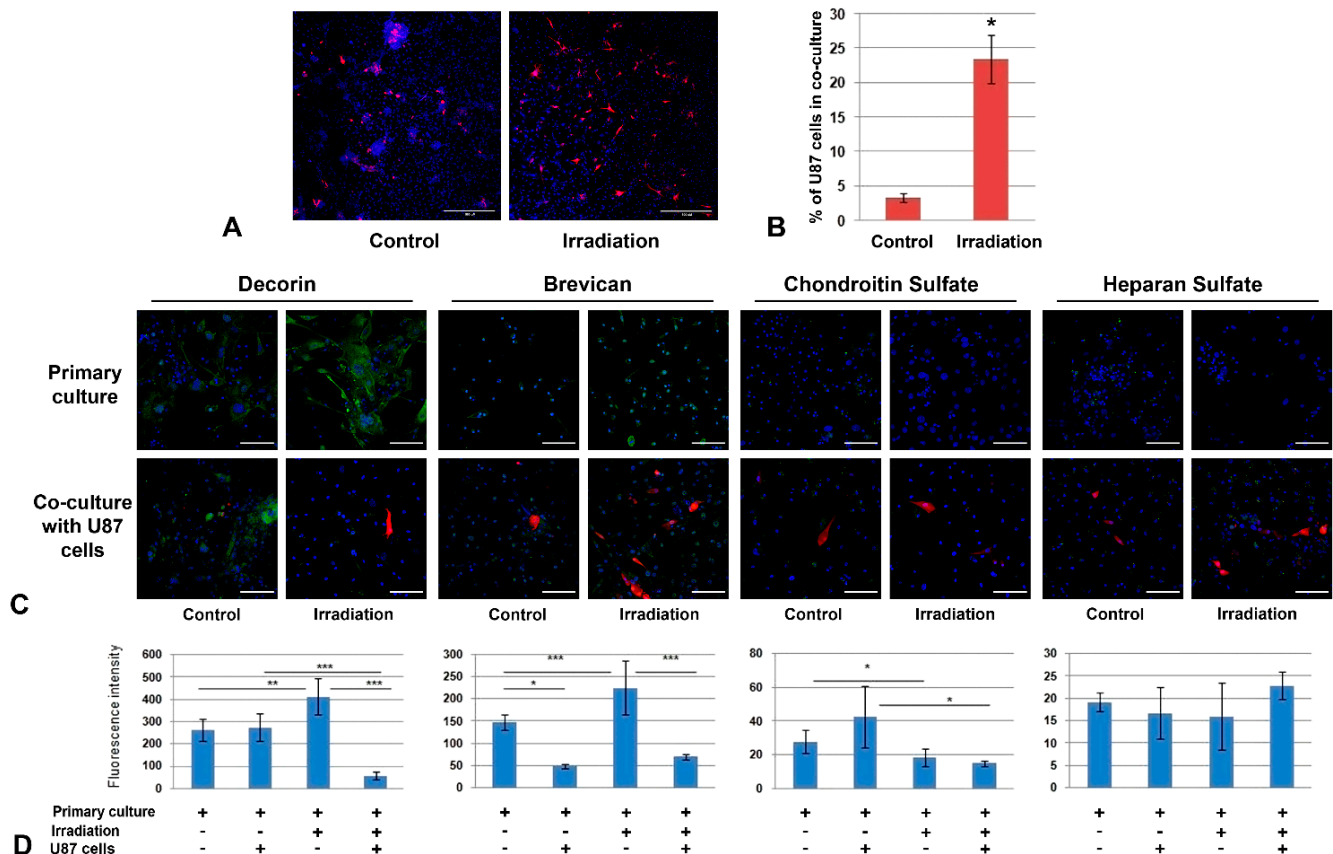 30
25
20
15
10
5
0
*
% of U87 cells in co-culture
A
Control
Irradiation
B
Control
Irradiation
Decorin
Brevican
Chondroitin Sulfate
Heparan Sulfate
Primary
culture
Co-culture
with U87
cells
C
Control
Irradiation
Control
Irradiation
Control
Irradiation
Control
Irradiation
Fluorescence intensity
600
500
400
300
200
100
0
***
** ***
300
250
200
150
100
50
0
*** ***
*
80
60
40
20
0
*
*
30
25
20
15
10
5
0
Primary culture + + + + + + + + + + + + + + + +
Irradiation - - + + - - + + - - + + - - + +
U87 cells - + - + - + - + - + - + - + - +
D